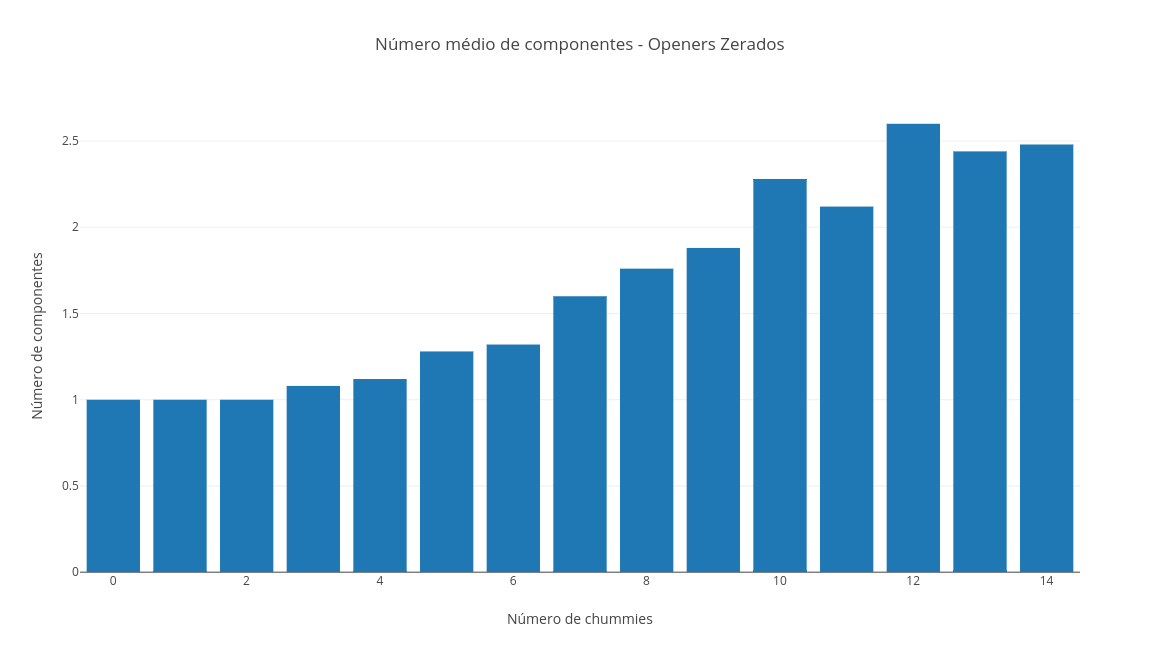 Número médio de componentes - Openers Zerados
Número de componentes
2.5
2
1.5
1
0.5
0
0 2 4 6 8 10 12 14
Número de chummies